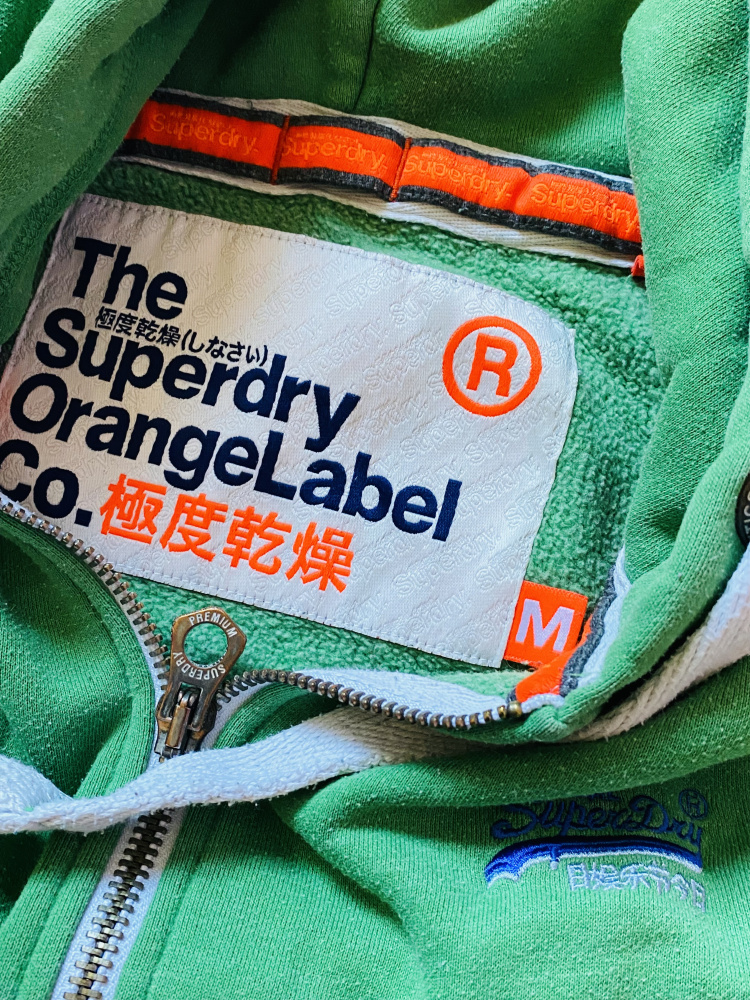 Superdry Superdry Superdry Superdry
The
極度乾燥(しなさい)
Superdry
OrangeLabel
Co.極度乾燥
®
M
PREMIUM
SUPERDRY
SuperDry ®